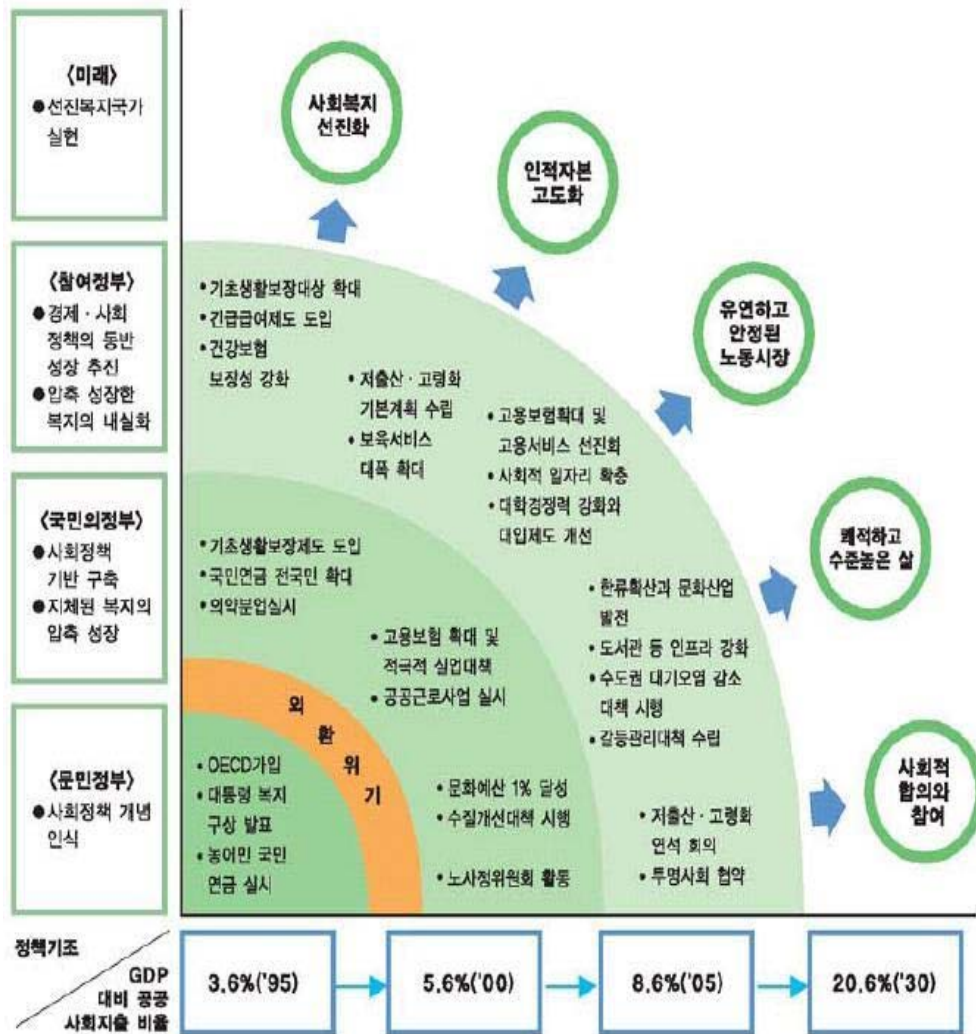 〈미래〉
●선진복지국가
실현
〈참여정부〉
●경제·사회
정책의 동반
성장 추진
●압축 성장한
복지의 내실화
〈국민의정부〉
●사회정책
기반 구축
●지체된 복지의
압축 성장
〈문민정부〉
●사회정책 개념
인식
사회복지
선진화
인적자본
고도화
유연하고
안정된
노동시장
쾌적하고
수준높은 삶
사회적
합의와
참여
•기초생활보장대상 확대
•긴급급여제도 도입
•건강보험
보장성 강화
•저출산·고령화
기본계획 수립
•보육서비스
대폭 확대
•고용보험확대 및
고용서비스 선진화
•사회적 일자리 확충
•대학경쟁력 강화와
대입제도 개선
•한류확산과 문화산업
발전
•도서관 등 인프라 강화
•수도권 대기오염 감소
대책 시행
•갈등관리대책 수립
•저출산·고령화
연석 회의
•투명사회 협약
•기초생활보장제도 도입
•국민연금 전국민 확대
•의약분업실시
•고용보험 확대 및
적극적 실업대책
•공공근로사업 실시
•문화예산 1% 달성
•수질개선대책 시행
•노사정위원회 활동
외환위기
•OECD가입
•대통령 복지
구상 발표
•농어민 국민
연금 실시
정책기조
GDP
대비 공공
사회지출 비율
3.6%('95)
5.6%('00)
8.6%('05)
20.6%('30)